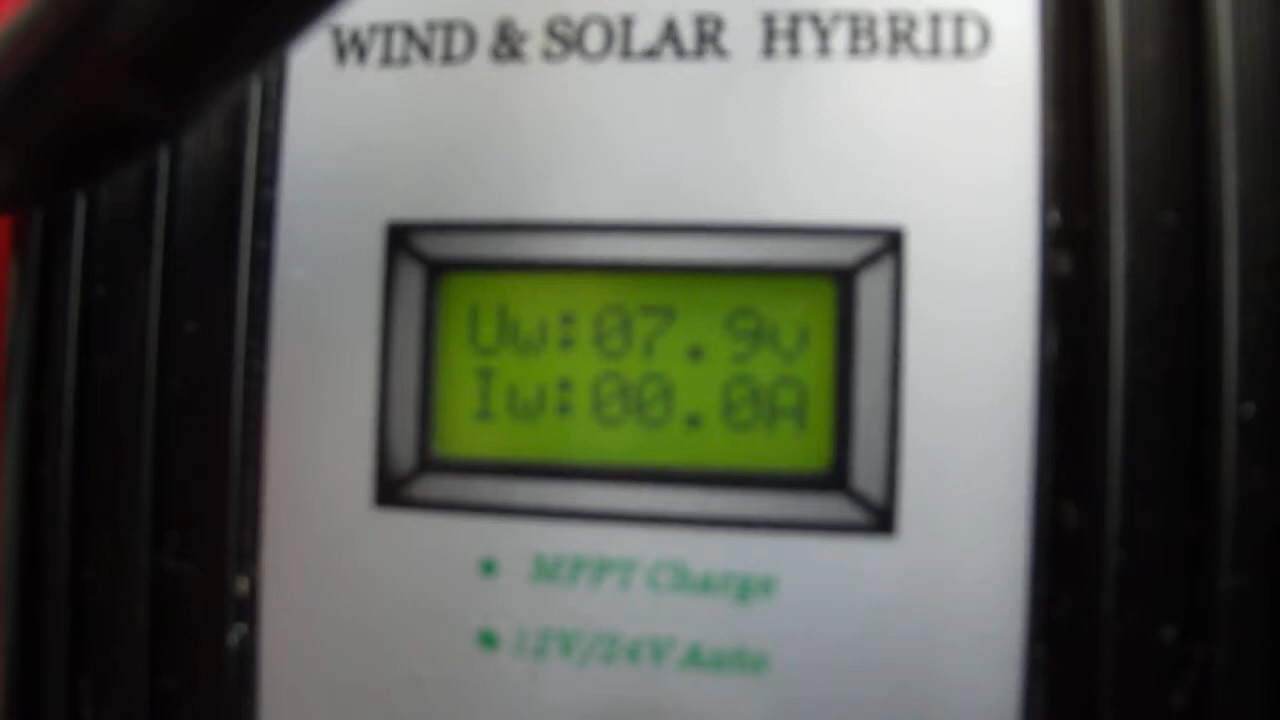 WIND & SOLAR HYBRID
Uw:07.9v
Iw:00.0A
• MPPT Charge
• 12V/24V Auto